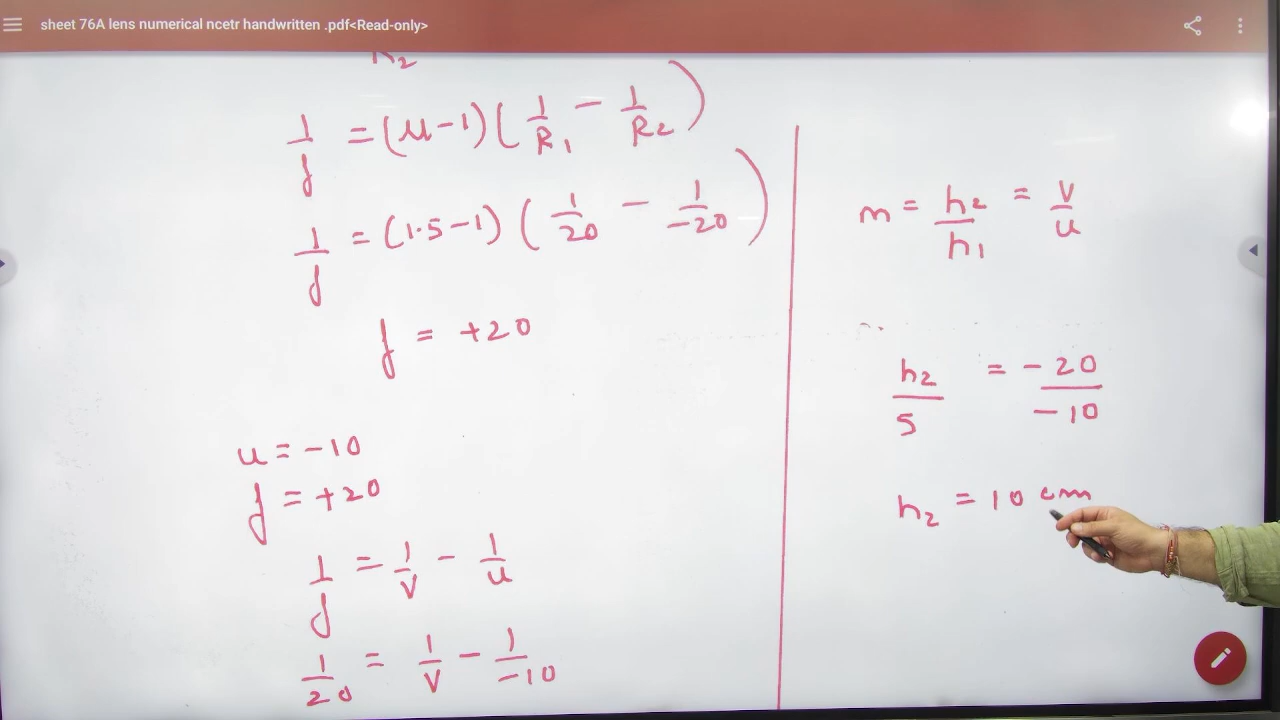 sheet 76A lens numerical ncetr handwritten .pdf<Read-only>
R₂
1/f = (μ-1)(1/R₁ - 1/R₂)
1/f = (1.5-1)(1/20 - 1/-20)
f = +20
u = -10
f = +20
1/f = 1/v - 1/u
1/20 = 1/v - 1/-10
m = h₂/h₁ = v/u
h₂/5 = -20/-10
h₂ = 10 cm